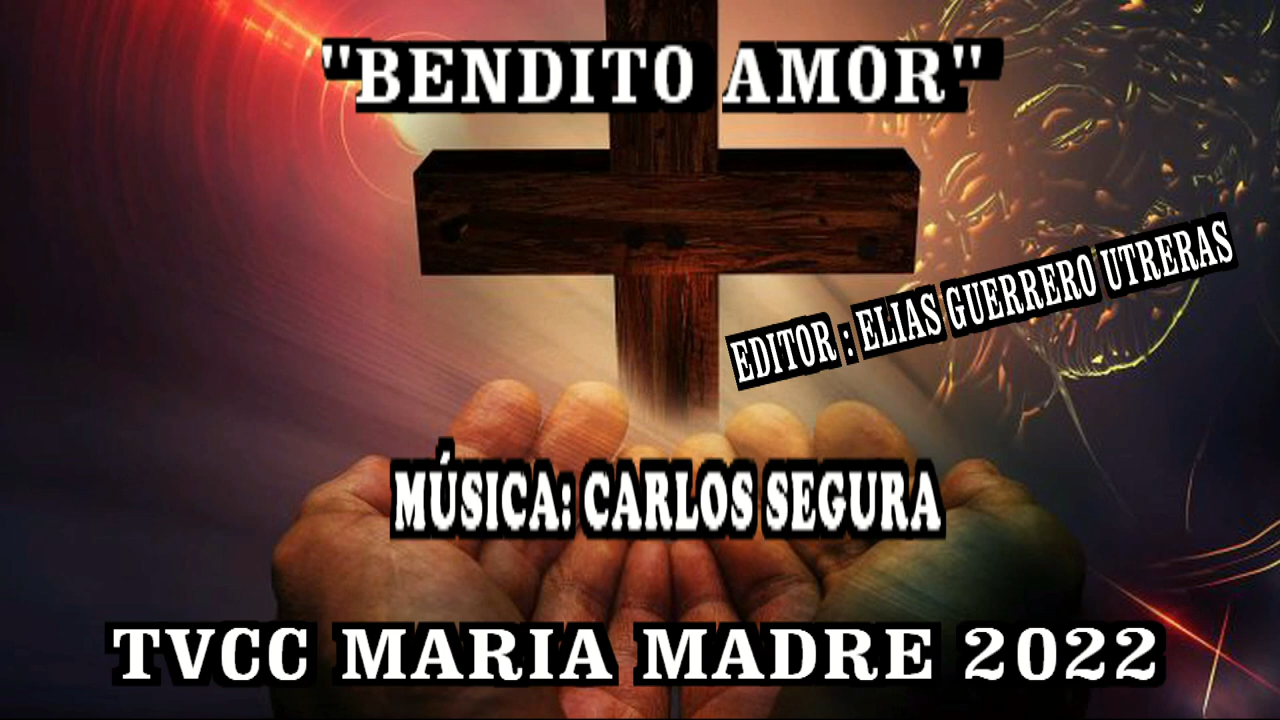 "BENDITO AMOR"
EDITOR : ELIAS GUERRERO UTRERAS
MÚSICA: CARLOS SEGURA
TVCC MARIA MADRE 2022